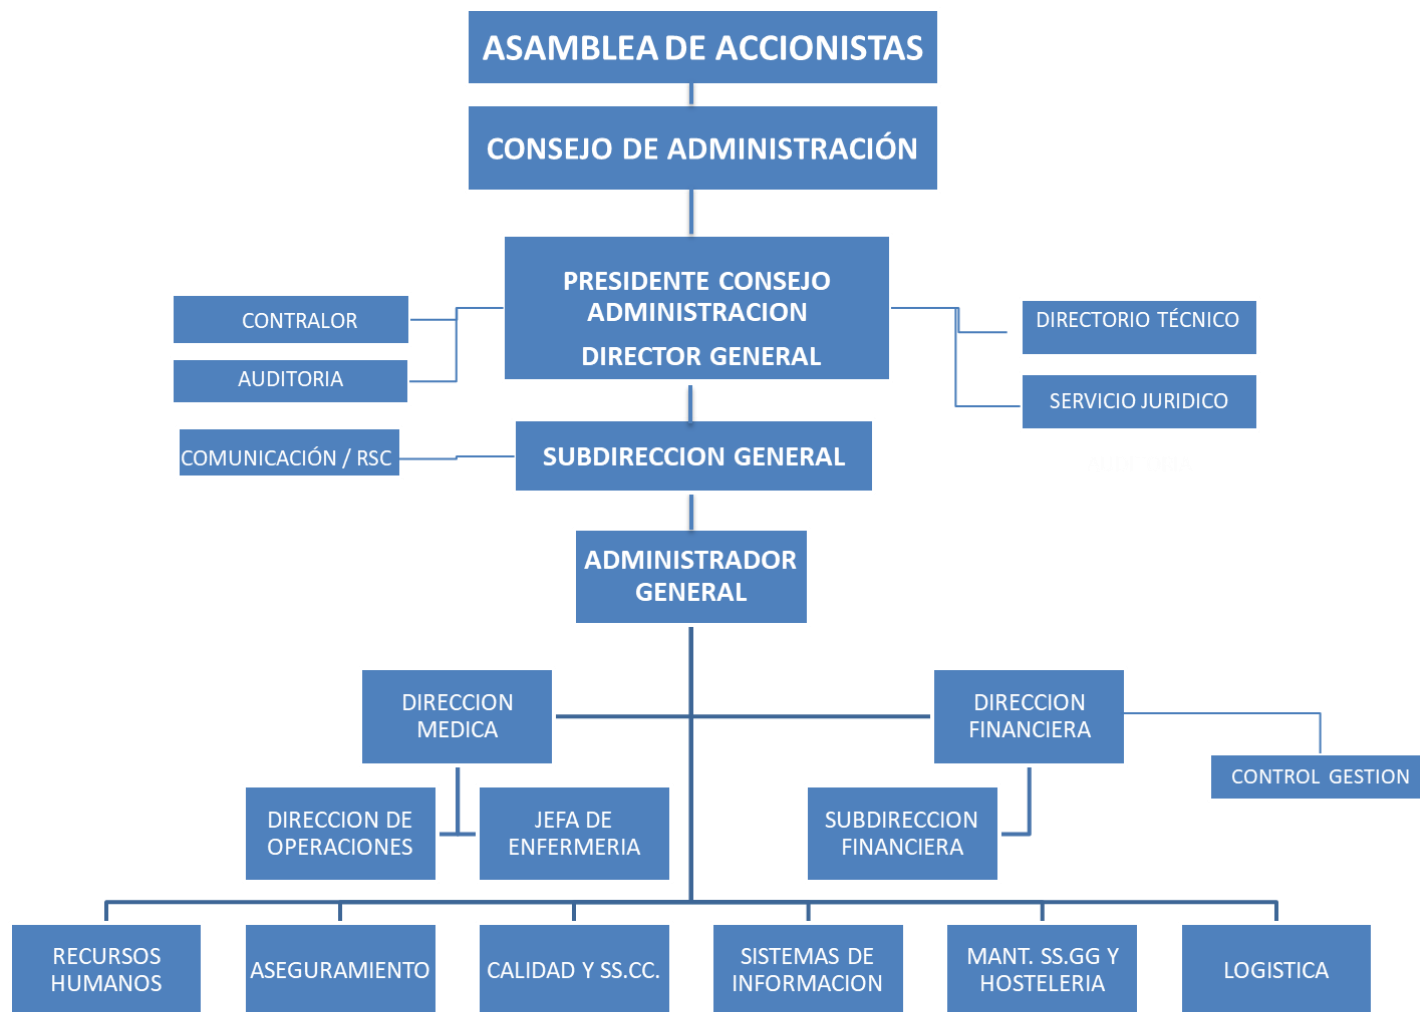 ASAMBLEA DE ACCIONISTAS
CONSEJO DE ADMINISTRACIÓN
PRESIDENTE CONSEJO
ADMINISTRACION
DIRECTOR GENERAL
CONTRALOR
AUDITORIA
DIRECTORIO TÉCNICO
SERVICIO JURIDICO
COMUNICACIÓN / RSC
SUBDIRECCION GENERAL
ADMINISTRADOR
GENERAL
DIRECCION
MEDICA
DIRECCION
FINANCIERA
CONTROL GESTION
DIRECCION DE
OPERACIONES
JEFA DE
ENFERMERIA
SUBDIRECCION
FINANCIERA
RECURSOS
HUMANOS
ASEGURAMIENTO
CALIDAD Y SS.CC.
SISTEMAS DE
INFORMACION
MANT. SS.GG Y
HOSTELERIA
LOGISTICA